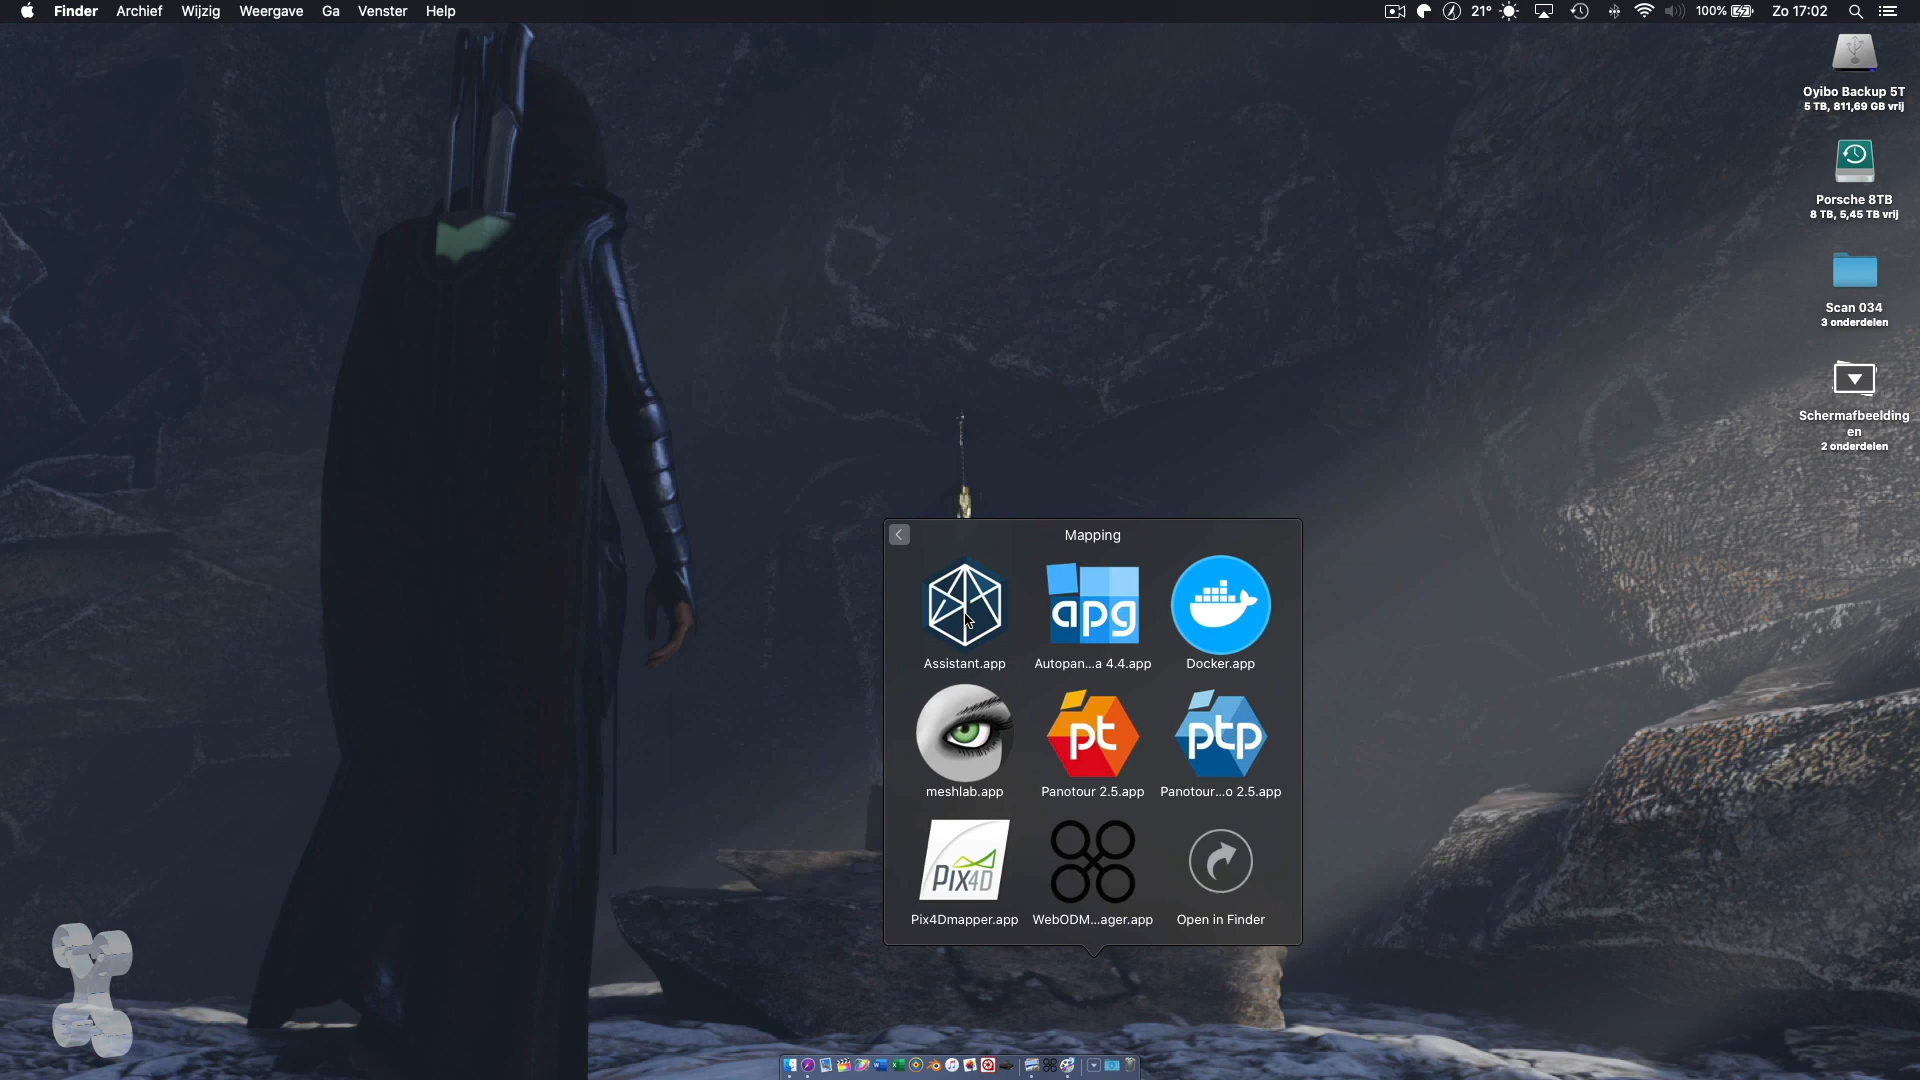 Finder Archief Wijzig Weergave Ga Venster Help 21° 100% Zo 17:02
Oyibo Backup 5T
5 TB, 811,69 GB vrij
Porsche 8TB
8 TB, 5,45 TB vrij
Scan 034
3 onderdelen
Schermafbeelding
en
2 onderdelen
Mapping
apg
Assistant.app Autopan...a 4.4.app Docker.app
pt ptp
meshlab.app Panotour 2.5.app Panotour...o 2.5.app
PIX4D
Pix4Dmapper.app WebODM...ager.app Open in Finder